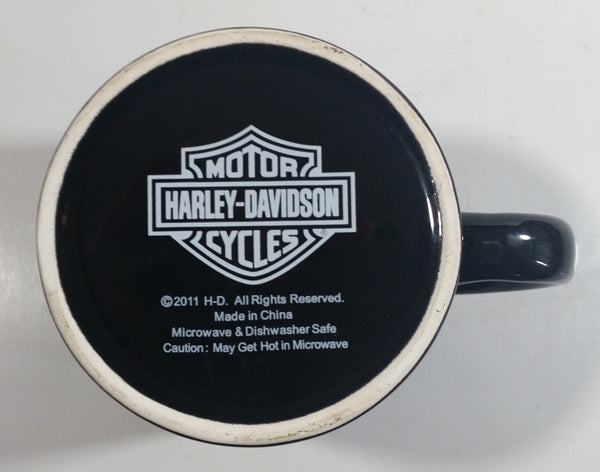 MOTOR
HARLEY-DAVIDSON
CYCLES
©2011 H-D. All Rights Reserved.
Made in China
Microwave & Dishwasher Safe
Caution: May Get Hot in Microwave